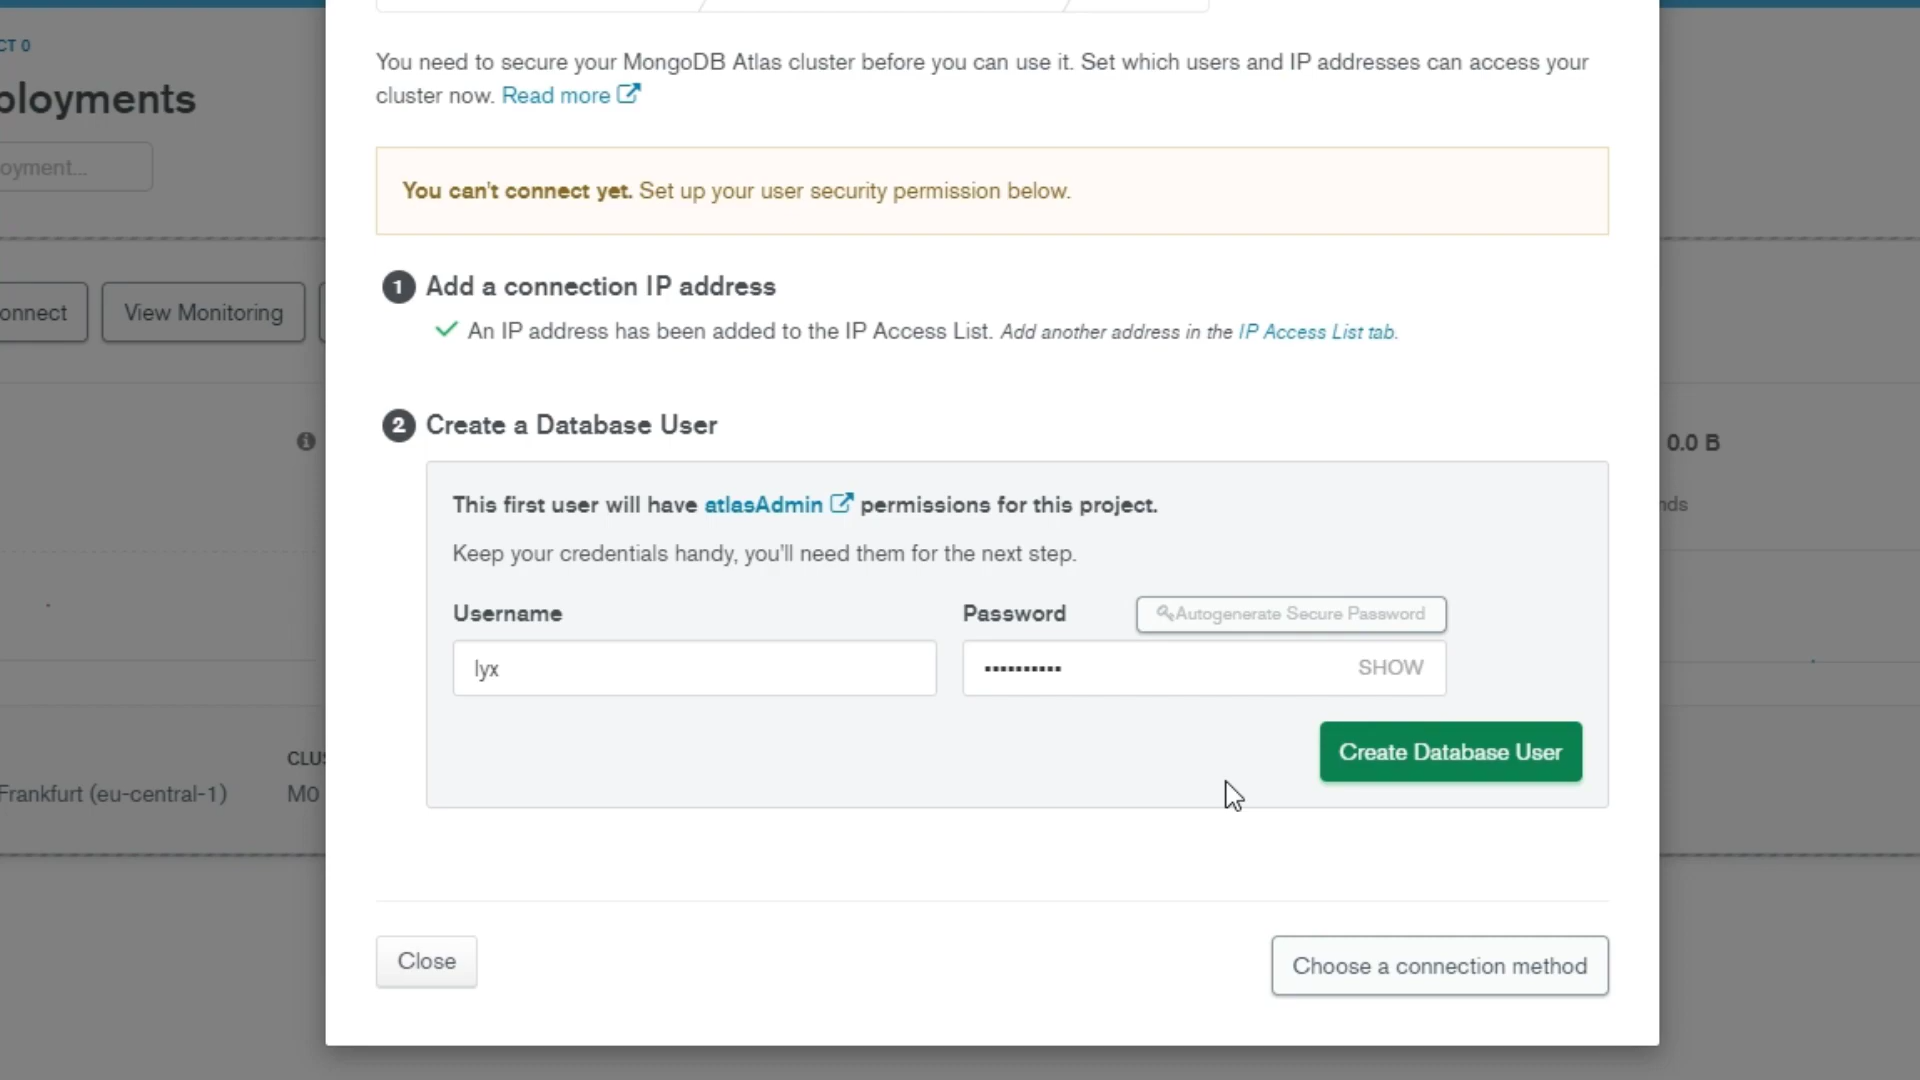 CT 0
ployments
oyment...
onnect
View Monitoring
Frankfurt (eu-central-1)
CLUS
M0
You need to secure your MongoDB Atlas cluster before you can use it. Set which users and IP addresses can access your
cluster now. Read more
You can't connect yet. Set up your user security permission below.
1 Add a connection IP address
An IP address has been added to the IP Access List. Add another address in the IP Access List tab.
2 Create a Database User
This first user will have atlasAdmin permissions for this project.
Keep your credentials handy, you'll need them for the next step.
Username
Password
Autogenerate Secure Password
lyx
••••••••••
SHOW
Create Database User
Close
Choose a connection method
0.0 B
nds